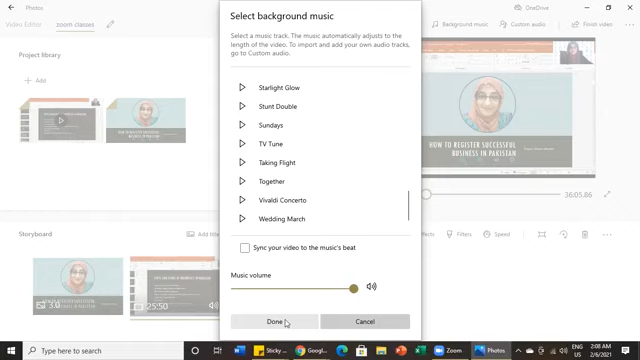 Photos
OneDrive
Video Editor
zoom classes
Background music
Custom audio
Finish video
Select background music
Select a music track. The music automatically adjusts to the
length of the video. To import and add your own audio tracks,
go to Custom audio.
Project library
Add
Starlight Glow
Stunt Double
Sundays
TV Tune
Taking Flight
Together
Vivaldi Concerto
Wedding March
HOW TO REGISTER SUCCESSFUL
BUSINESS IN PAKISTAN
36:05.86
Storyboard
Add title
Filters
Speed
Sync your video to the music's beat
Music volume
3.0
25:50
Done
Cancel
Type here to search
Sticky ...
Googl...
Zoom
Photos
ENG
US
2:08 AM
2/6/2021